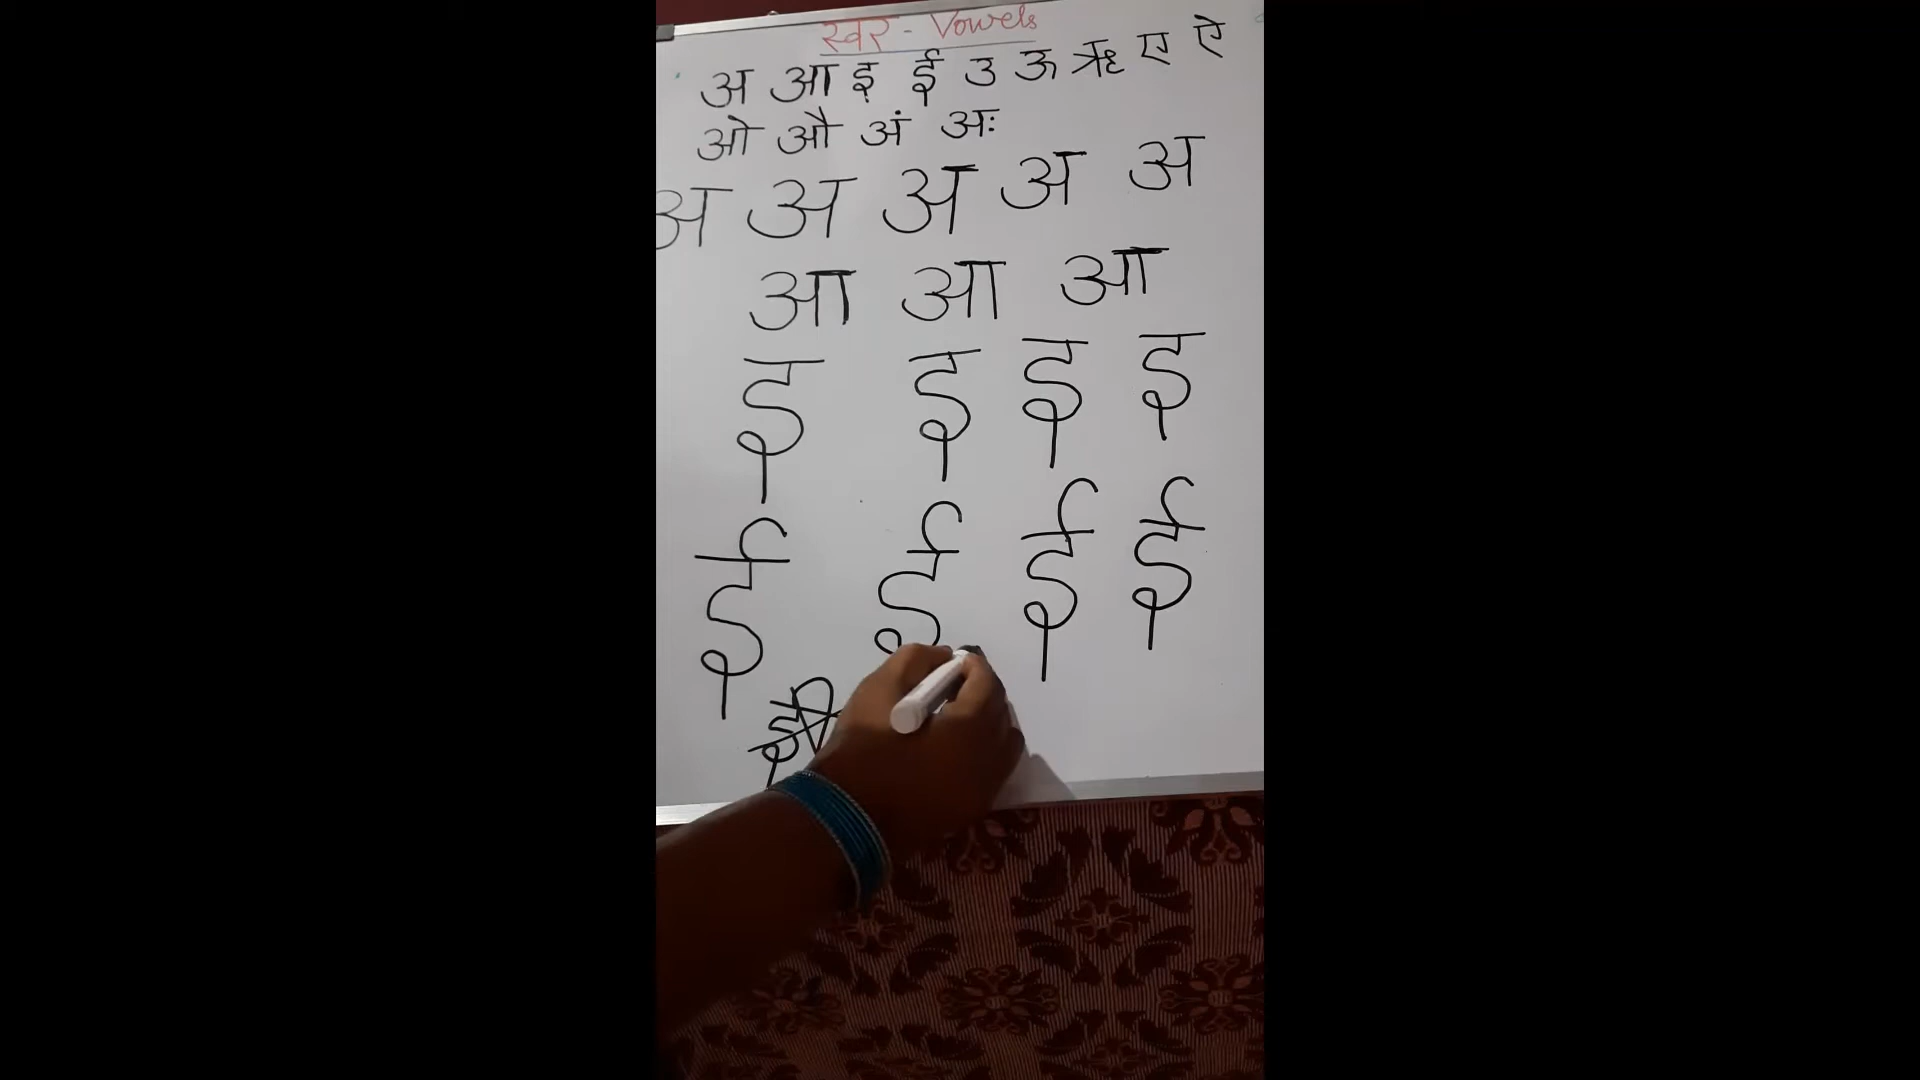 स्वर - Vowels
अ आ इ ई उ ऊ ऋ ए ऐ
ओ औ अं अः
अ अ अ अ अ
आ आ आ
इ इ इ इ
ई ई ई ई